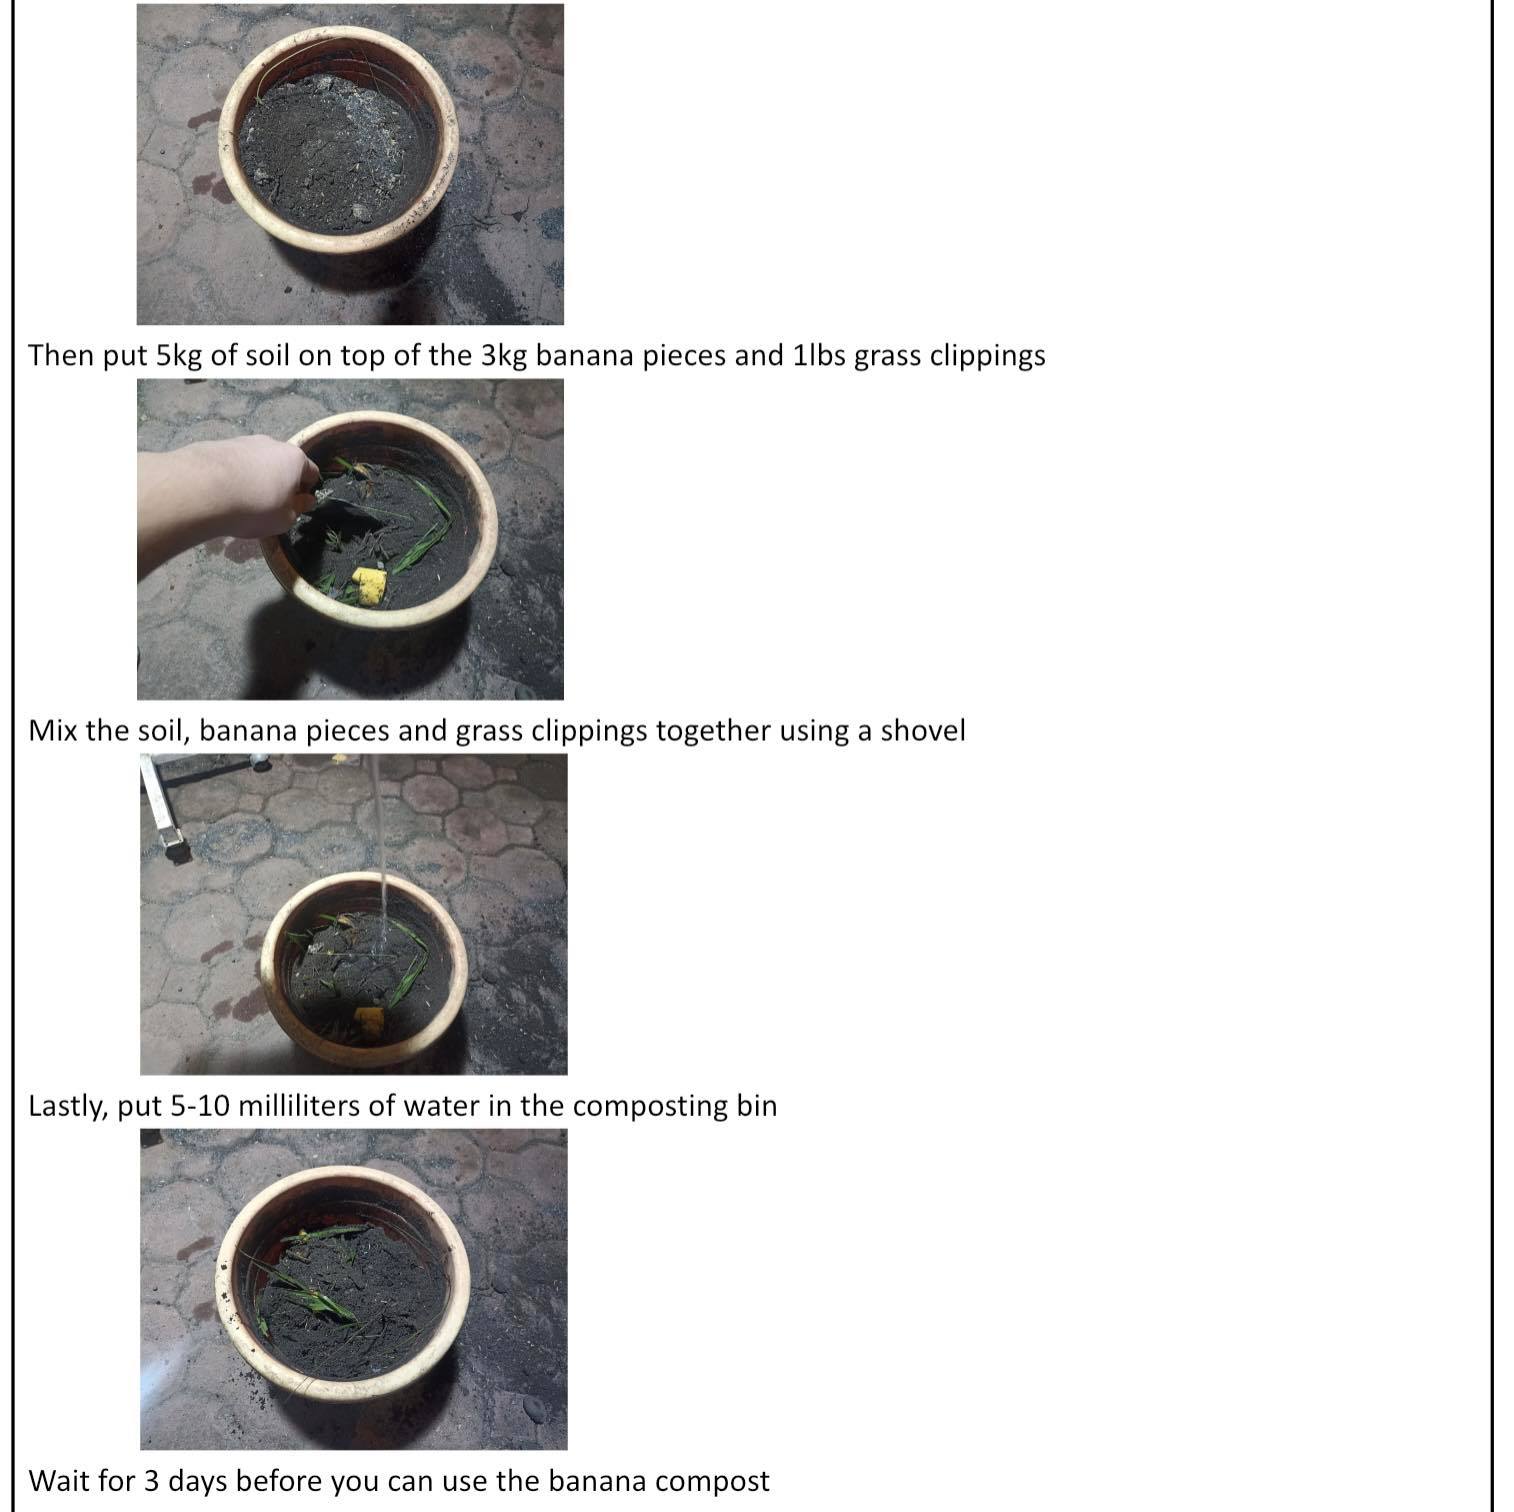 Then put 5kg of soil on top of the 3kg banana pieces and 1lbs grass clippings
Mix the soil, banana pieces and grass clippings together using a shovel
Lastly, put 5-10 milliliters of water in the composting bin
Wait for 3 days before you can use the banana compost